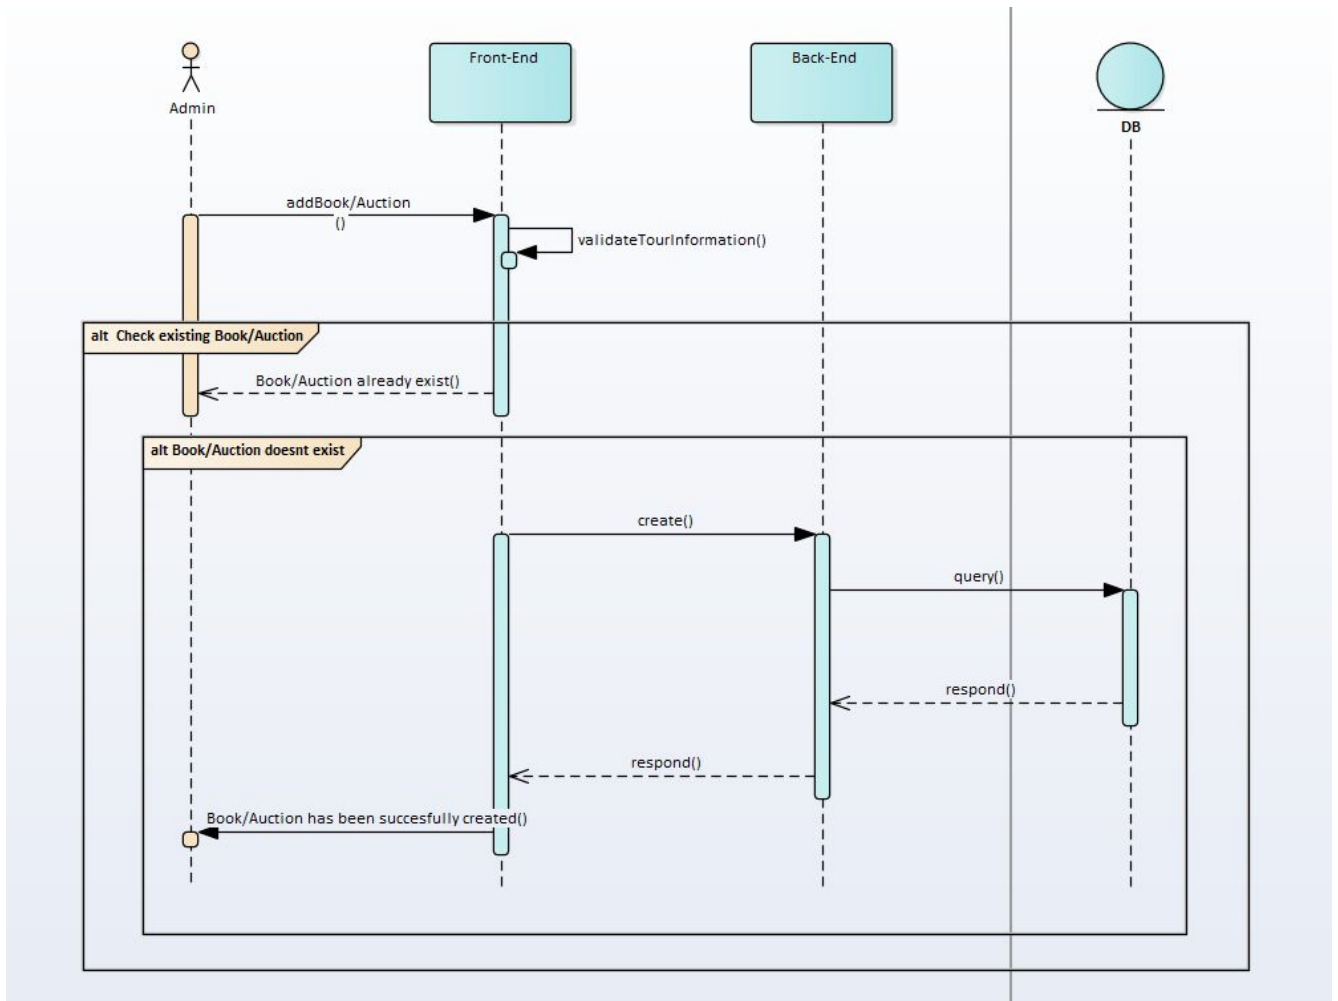 Front-End
Back-End
Admin
DB
addBook/Auction
()
validateTourInformation()
alt  Check existing Book/Auction
Book/Auction already exist()
alt Book/Auction doesnt exist
create()
query()
respond()
respond()
Book/Auction has been succesfully created()